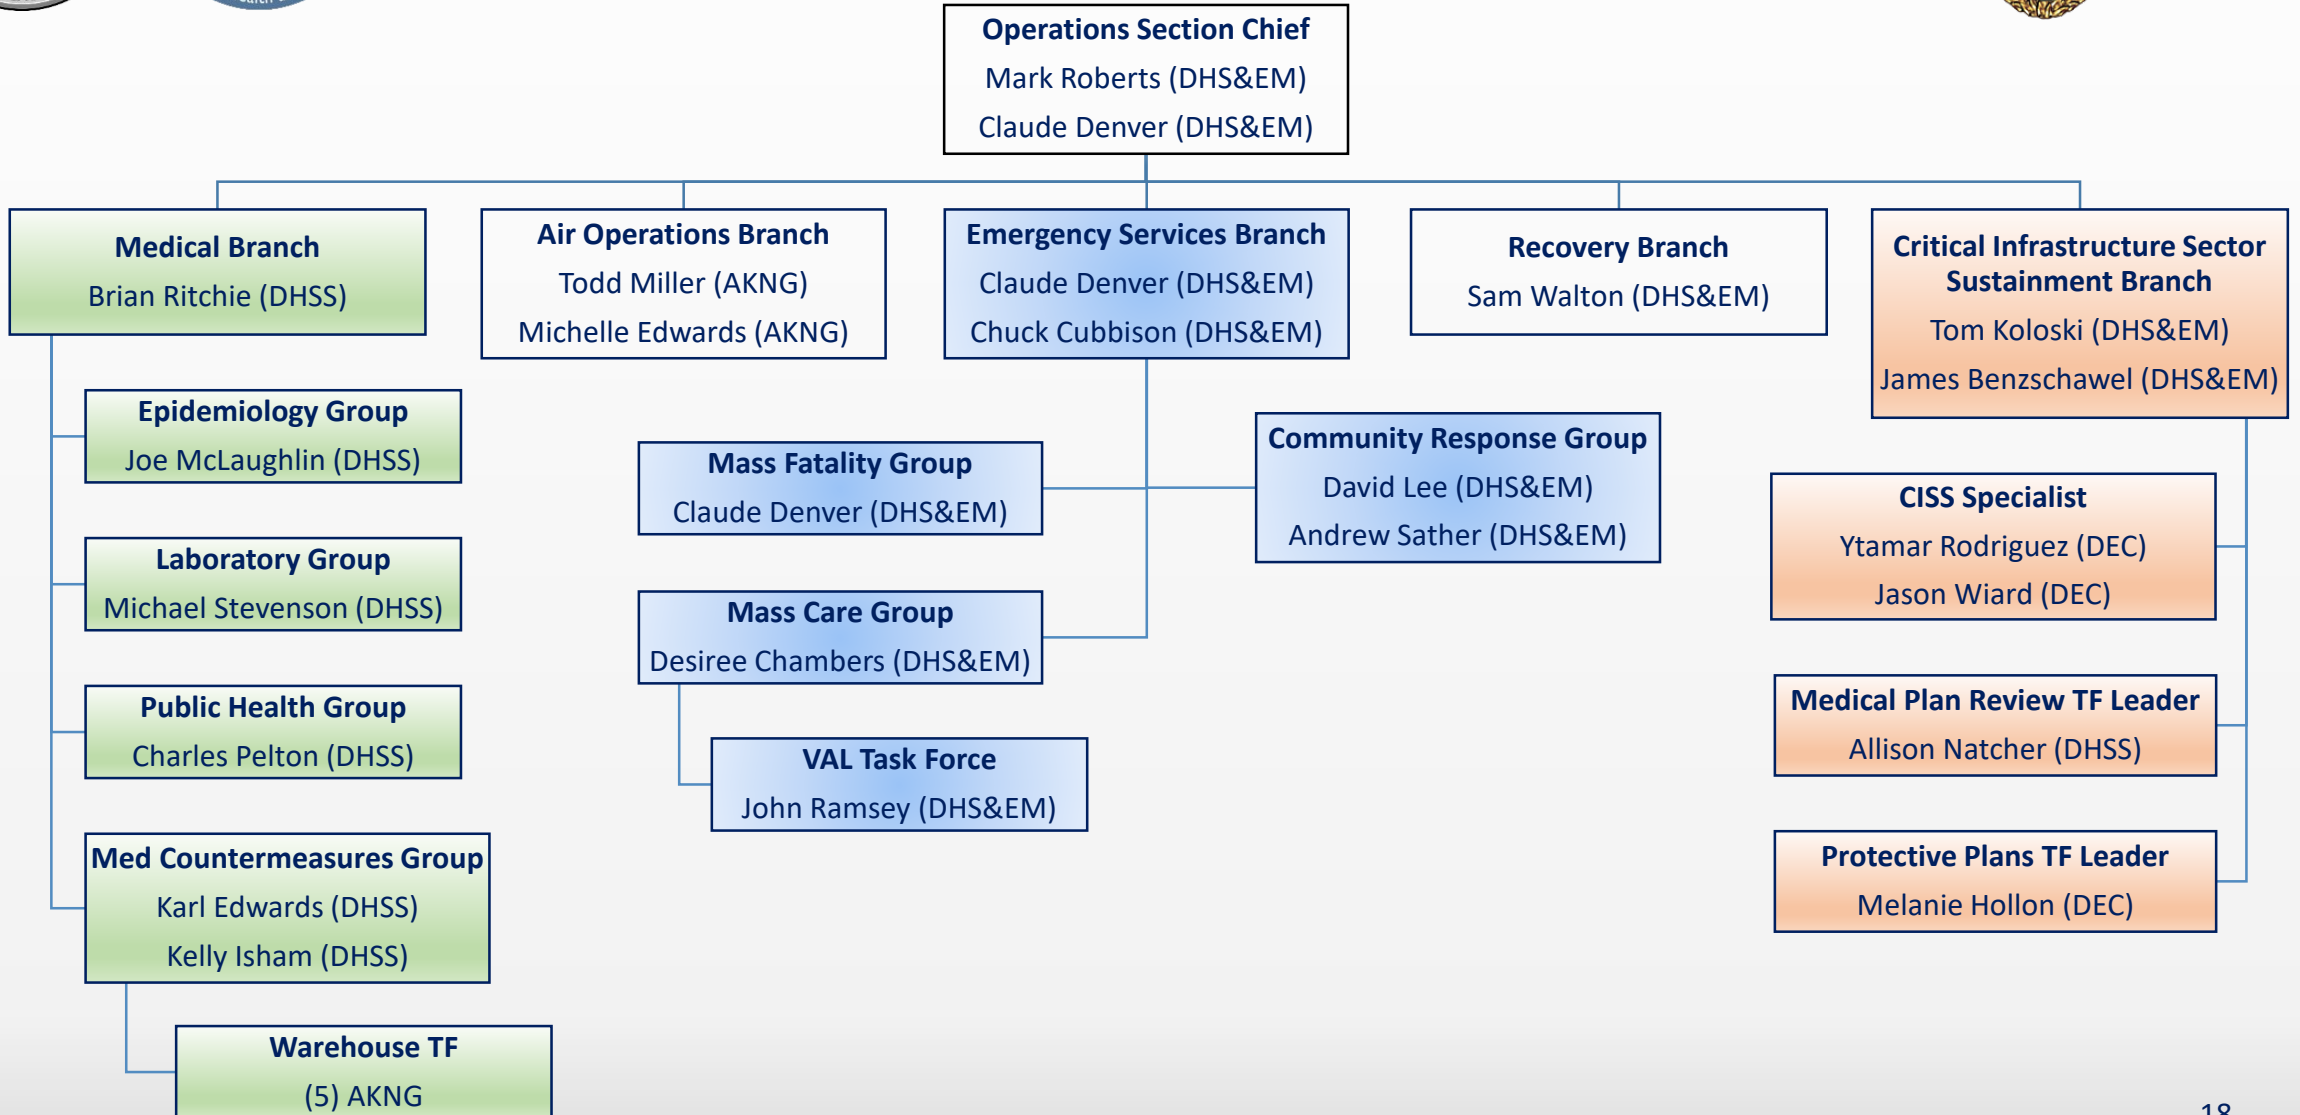 Operations Section Chief
Mark Roberts (DHS&EM)
Claude Denver (DHS&EM)
Medical Branch
Brian Ritchie (DHSS)
Air Operations Branch
Todd Miller (AKNG)
Michelle Edwards (AKNG)
Emergency Services Branch
Claude Denver (DHS&EM)
Chuck Cubbison (DHS&EM)
Recovery Branch
Sam Walton (DHS&EM)
Critical Infrastructure Sector
Sustainment Branch
Tom Koloski (DHS&EM)
James Benzschawel (DHS&EM)
Epidemiology Group
Joe McLaughlin (DHSS)
Laboratory Group
Michael Stevenson (DHSS)
Public Health Group
Charles Pelton (DHSS)
Med Countermeasures Group
Karl Edwards (DHSS)
Kelly Isham (DHSS)
Warehouse TF
(5) AKNG
Mass Fatality Group
Claude Denver (DHS&EM)
Community Response Group
David Lee (DHS&EM)
Andrew Sather (DHS&EM)
Mass Care Group
Desiree Chambers (DHS&EM)
VAL Task Force
John Ramsey (DHS&EM)
CISS Specialist
Ytamar Rodriguez (DEC)
Jason Wiard (DEC)
Medical Plan Review TF Leader
Allison Natcher (DHSS)
Protective Plans TF Leader
Melanie Hollon (DEC)
18